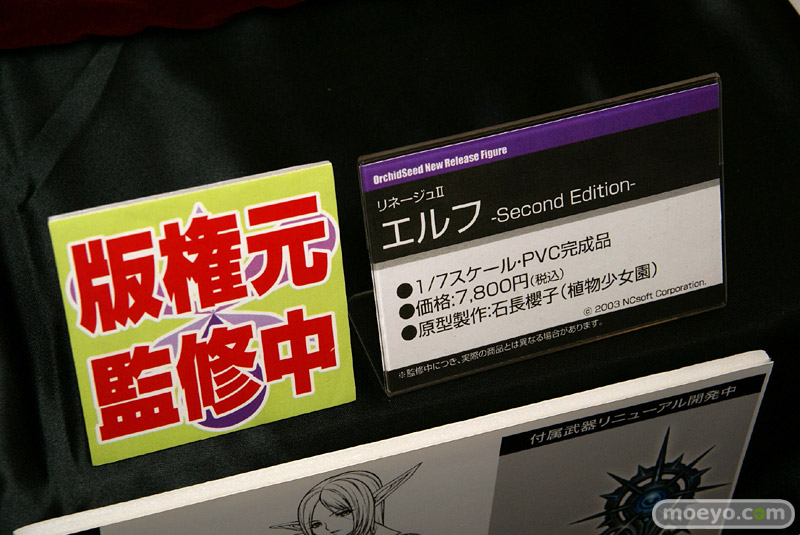 版権元
監修中
OrchidSeed New Release Figure
リネージュⅡ
エルフ -Second Edition-
●1/7スケール・PVC完成品
●価格:7,800円(税込)
●原型製作:石長櫻子(植物少女園)
© 2003 NCsoft Corporation.
※監修中につき、実際の商品とは異なる場合があります。
付属武器リニューアル開発中
moeyo.com